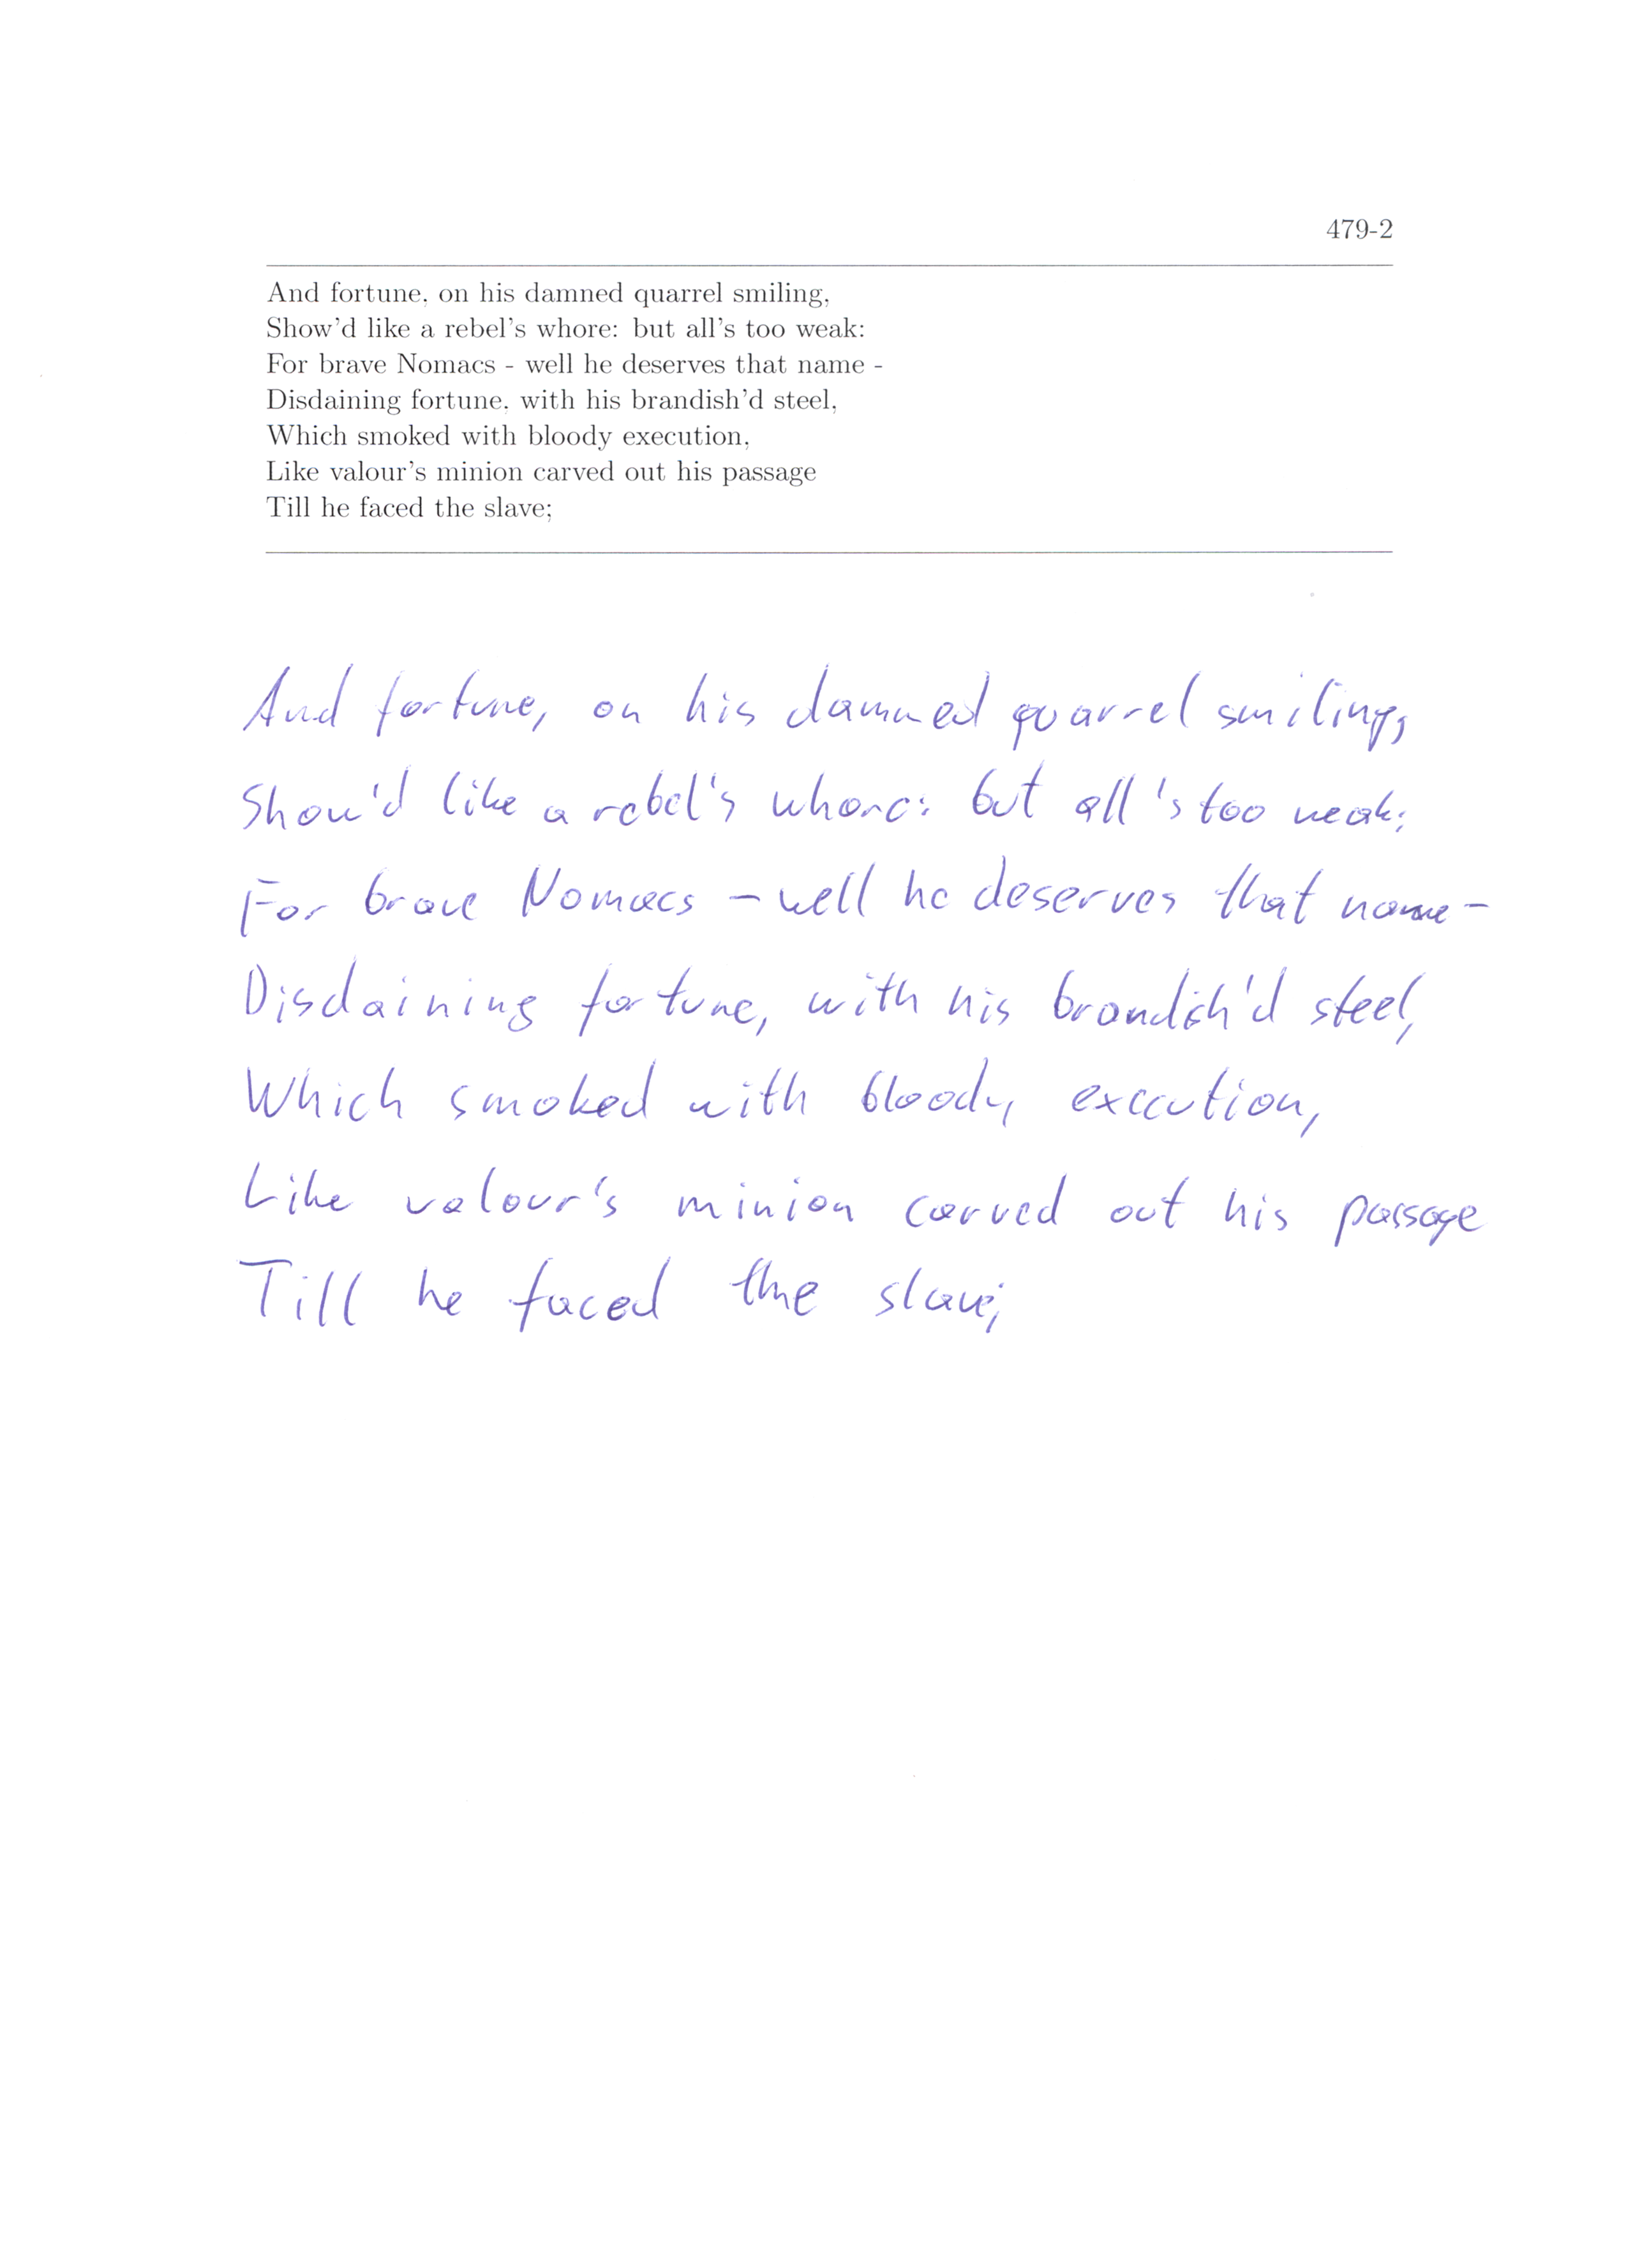 479-2
And fortune, on his damned quarrel smiling,
Show'd like a rebel's whore: but all's too weak:
For brave Nomacs - well he deserves that name -
Disdaining fortune, with his brandish'd steel,
Which smoked with bloody execution,
Like valour's minion carved out his passage
Till he faced the slave;
And fortune, on his damned quarrel smiling,
Show'd like a rebel's whore: but all's too weak:
For brave Nomacs - well he deserves that name -
Disdaining fortune, with his brandish'd steel,
Which smoked with bloody execution,
Like valour's minion carved out his passage
Till he faced the slave;